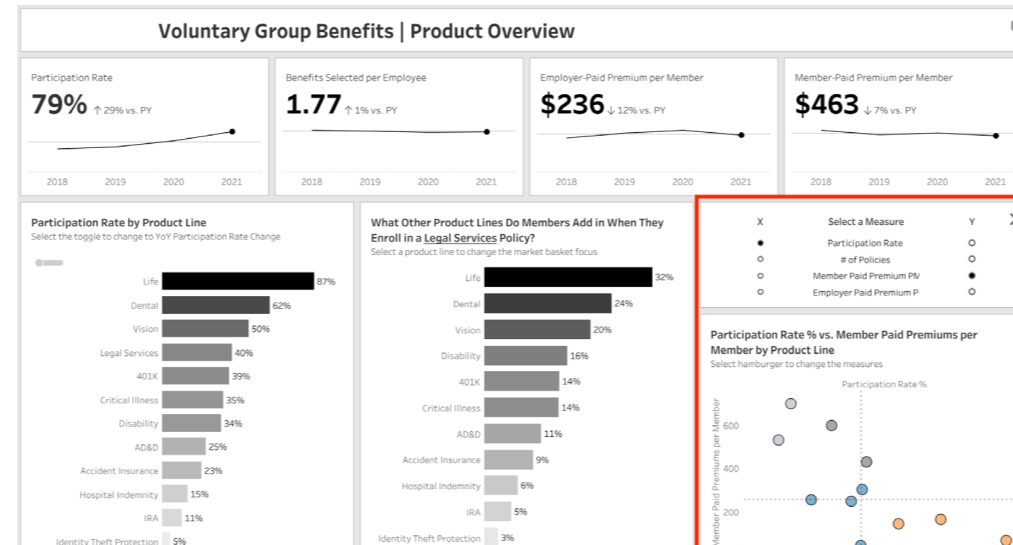 Voluntary Group Benefits | Product Overview
Participation Rate
79% ↑ 29% vs. PY
2018 2019 2020 2021
Benefits Selected per Employee
1.77 ↑ 1% vs. PY
2018 2019 2020 2021
Employer-Paid Premium per Member
$236 ↓ 12% vs. PY
2018 2019 2020 2021
Member-Paid Premium per Member
$463 ↓ 7% vs. PY
2018 2019 2020 2021
Participation Rate by Product Line
Select the toggle to change to YoY Participation Rate Change
Life 87%
Dental 62%
Vision 50%
Legal Services 40%
401K 39%
Critical Illness 35%
Disability 34%
AD&D 25%
Accident Insurance 23%
Hospital Indemnity 15%
IRA 11%
Identity Theft Protection 5%
What Other Product Lines Do Members Add in When They
Enroll in a Legal Services Policy?
Select a product line to change the market basket focus
Life 32%
Dental 24%
Vision 20%
Disability 16%
401K 14%
Critical Illness 14%
AD&D 11%
Accident Insurance 9%
Hospital Indemnity 6%
IRA 5%
Identity Theft Protection 3%
X Select a Measure Y
Participation Rate
# of Policies
Member Paid Premium PM
Employer Paid Premium P
Participation Rate % vs. Member Paid Premiums per
Member by Product Line
Select hamburger to change the measures
Participation Rate %
Member Paid Premiums per Member
600
400
200